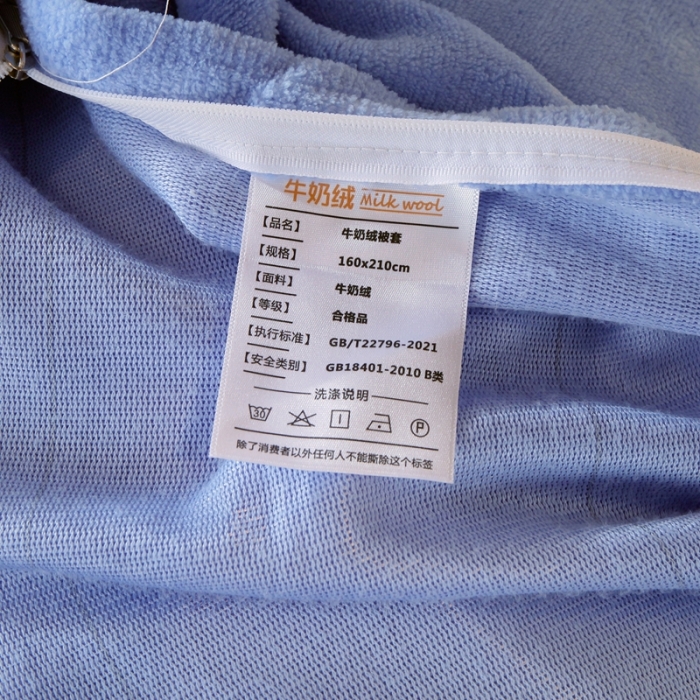 牛奶绒 Milk wool
【品名】 牛奶绒被套
【规格】 160x210cm
【面料】 牛奶绒
【等级】 合格品
【执行标准】 GB/T22796-2021
【安全类别】 GB18401-2010 B类
洗涤说明
30 P
除了消费者以外任何人不能撕除这个标签